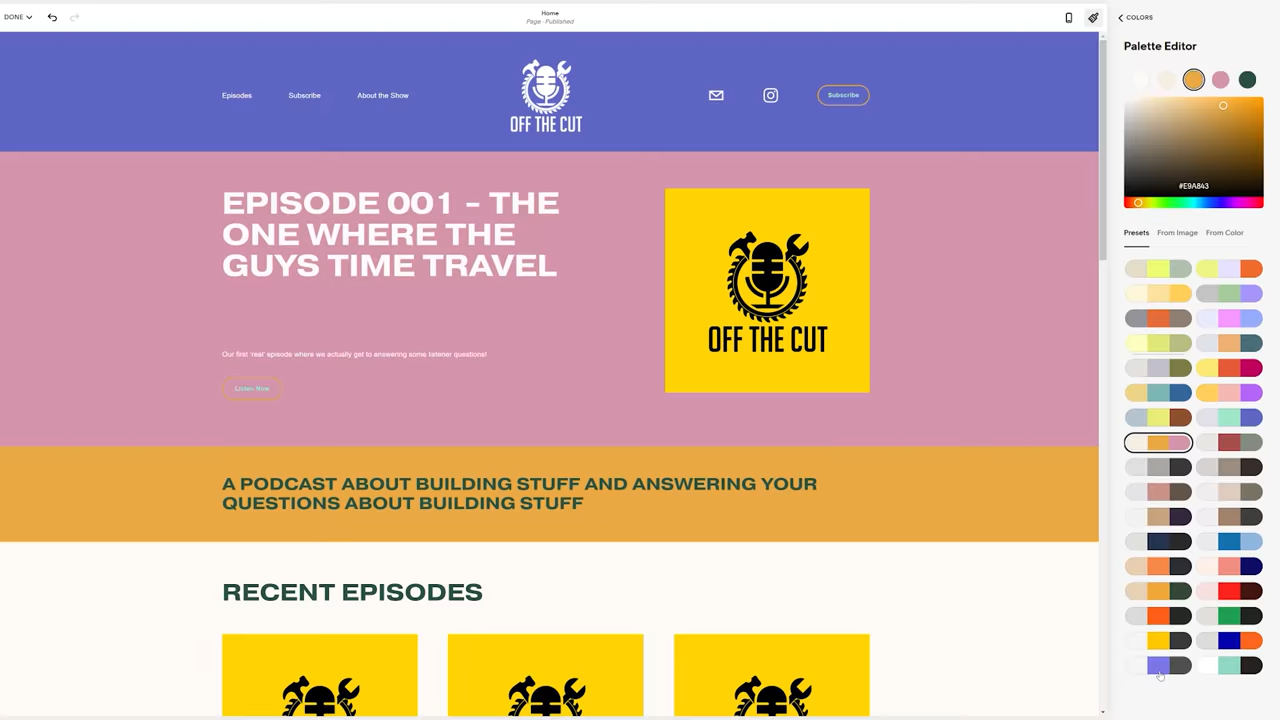 DONE
Home
Page · Published
COLORS
Palette Editor
Episodes
Subscribe
About the Show
OFF THE CUT
Subscribe
#E9A843
Presets
From Image
From Color
EPISODE 001 - THE
ONE WHERE THE
GUYS TIME TRAVEL
OFF THE CUT
Our first 'real' episode where we actually get to answering some listener questions!
Listen Now
A PODCAST ABOUT BUILDING STUFF AND ANSWERING YOUR
QUESTIONS ABOUT BUILDING STUFF
RECENT EPISODES